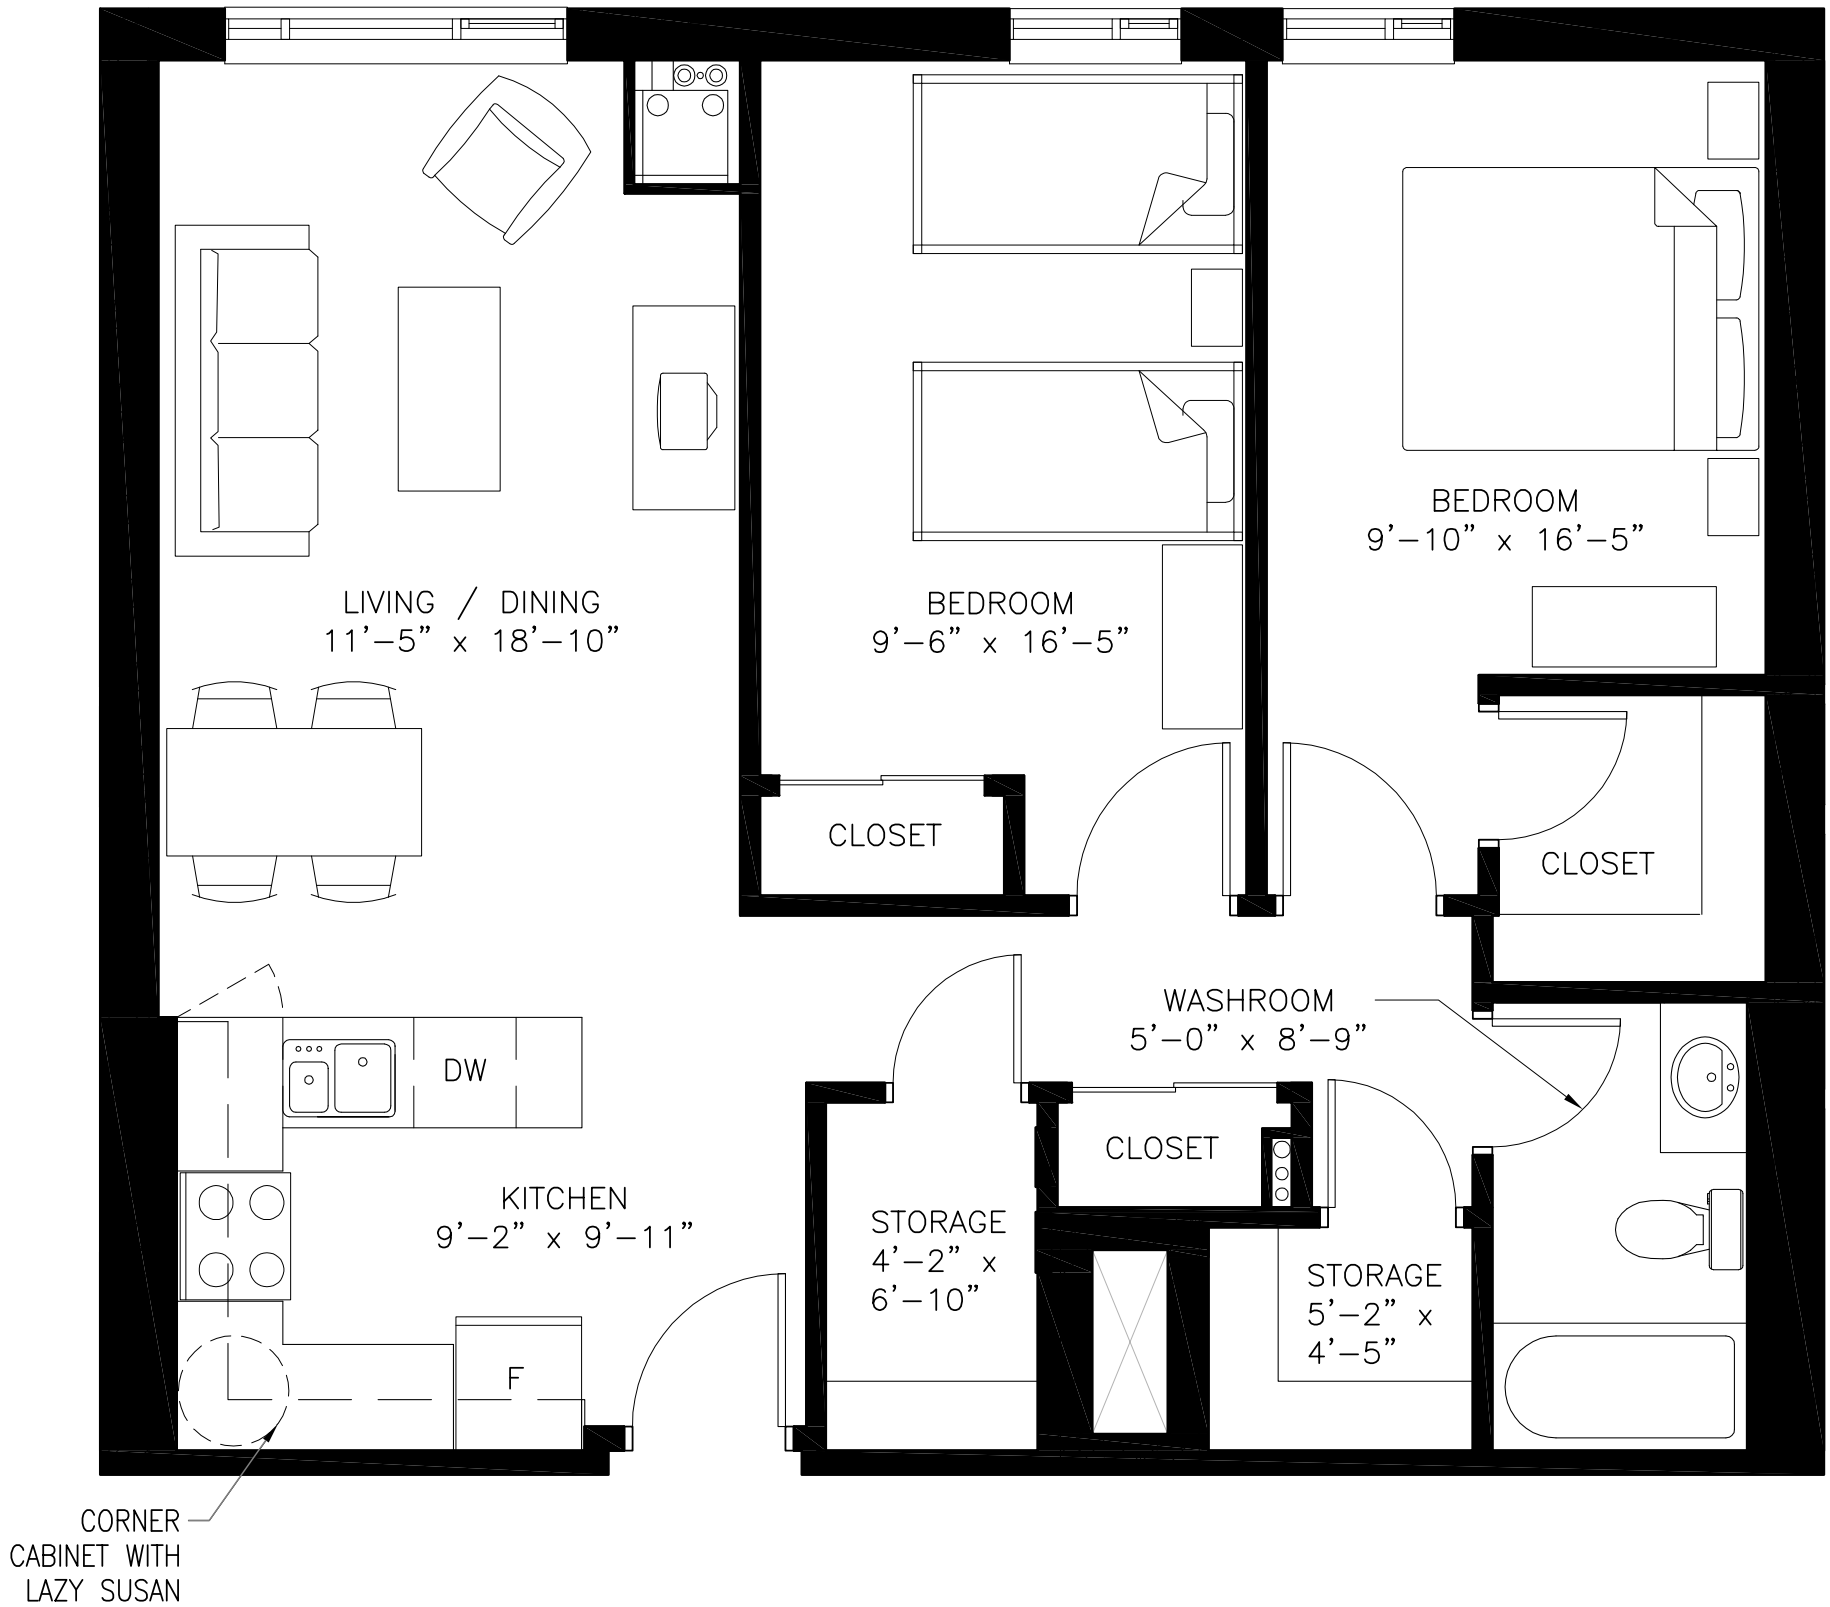 BEDROOM
9'-10" x 16'-5"
LIVING / DINING
11'-5" x 18'-10"
BEDROOM
9'-6" x 16'-5"
CLOSET
CLOSET
WASHROOM
5'-0" x 8'-9"
DW
CLOSET
KITCHEN
9'-2" x 9'-11"
STORAGE
4'-2" x
6'-10"
STORAGE
5'-2" x
4'-5"
F
CORNER
CABINET WITH
LAZY SUSAN